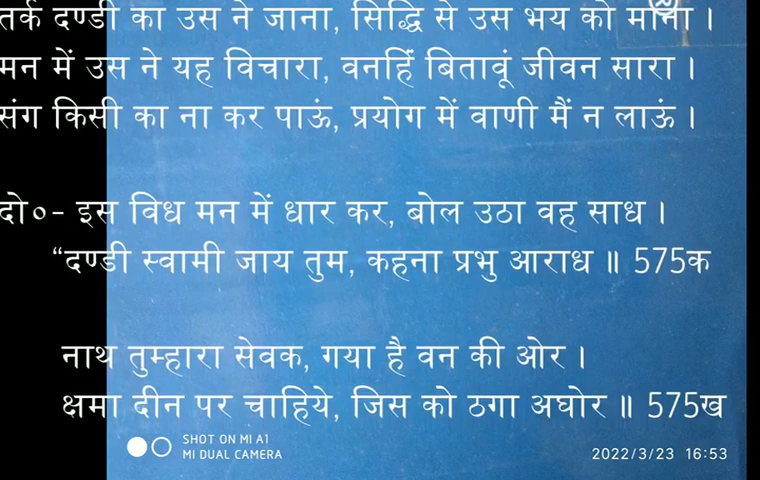 तर्क दण्डी का उस ने जाना, सिद्धि से उस भय को माना ।
मन में उस ने यह विचारा, वनहिं बितावूं जीवन सारा ।
संग किसी का ना कर पाऊं, प्रयोग में वाणी मैं न लाऊं ।
दो०- इस विध मन में धार कर, बोल उठा वह साध ।
“दण्डी स्वामी जाय तुम, कहना प्रभु आराध ॥ 575क
नाथ तुम्हारा सेवक, गया है वन की ओर ।
क्षमा दीन पर चाहिये, जिस को ठगा अघोर ॥ 575ख
SHOT ON MI A1
MI DUAL CAMERA
2022/3/23 16:53